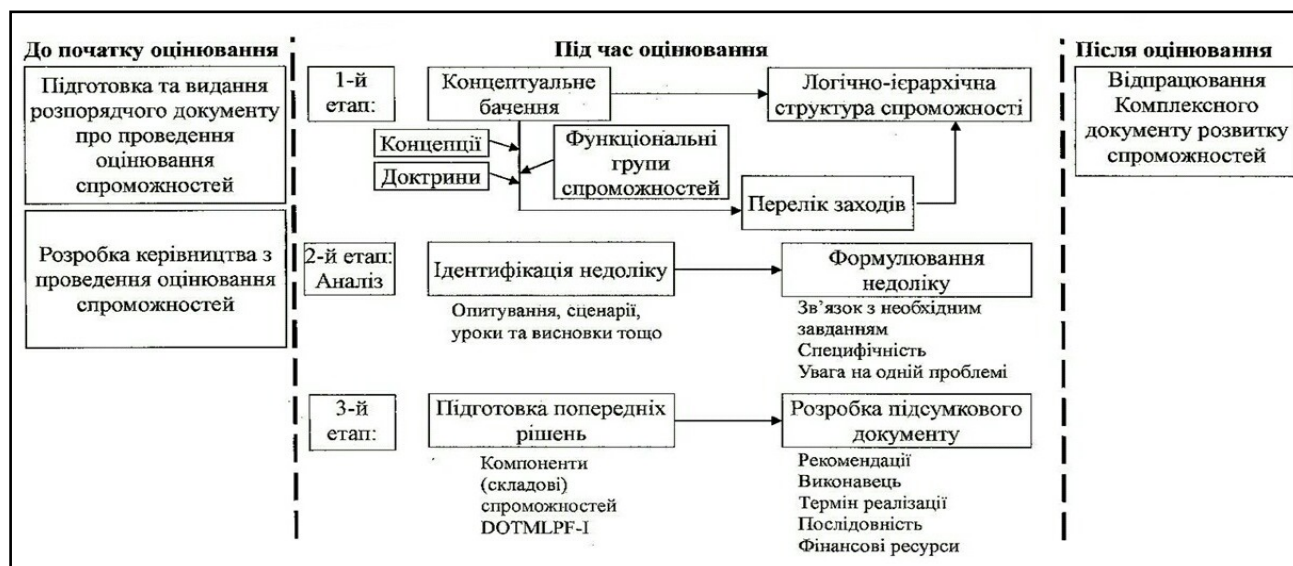 До початку оцінювання
Підготовка та видання
розпорядчого документу
про проведення
оцінювання
спроможностей
Розробка керівництва з
проведення оцінювання
спроможностей
Під час оцінювання
1-й
етап:
Концептуальне
бачення
Логічно-ієрархічна
структура спроможності
Концепції
Доктрини
Функціональні
групи
спроможностей
Перелік заходів
2-й етап:
Аналіз
Ідентифікація недоліку
Опитування, сценарії,
уроки та висновки тощо
Формулювання
недоліку
Зв’язок з необхідним
завданням
Специфічність
Увага на одній проблемі
3-й
етап:
Підготовка попередніх
рішень
Компоненти
(складові)
спроможностей
DOTMLPF-I
Розробка підсумкового
документу
Рекомендації
Виконавець
Термін реалізації
Послідовність
Фінансові ресурси
Після оцінювання
Відпрацювання
Комплексного
документу розвитку
спроможностей